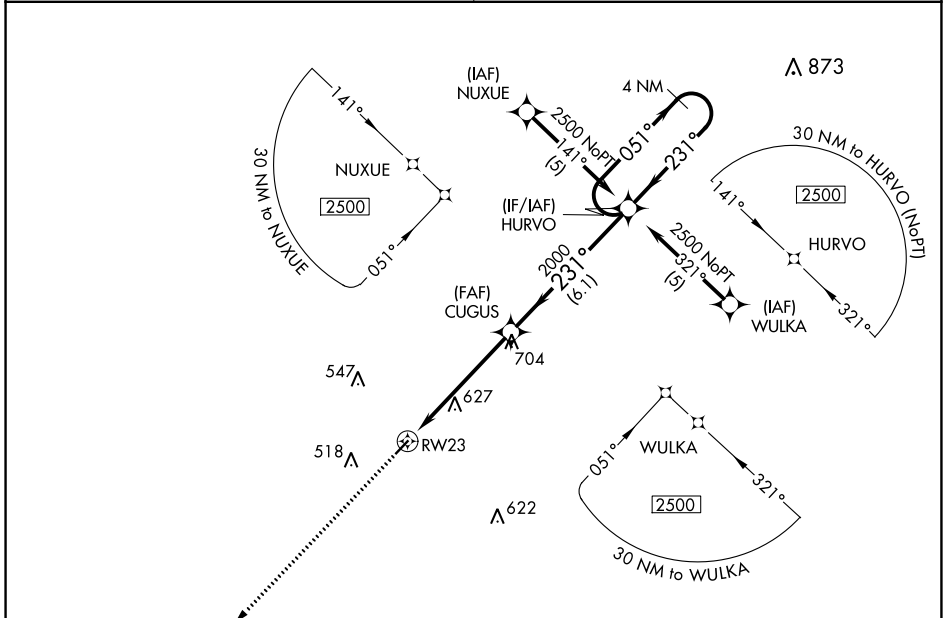 (IAF)
NUXUE
2500 NoPT
141°
(5)
4 NM
051°
231°
873
141°
NUXUE
2500
051°
30 NM to NUXUE
(IF/IAF)
HURVO
30 NM to HURVO (NoPT)
2500
141°
HURVO
321°
2000
231°
(6.1)
2500 NoPT
321°
(5)
(IAF)
WULKA
(FAF)
CUGUS
704
547
627
RW23
518
622
051°
WULKA
321°
2500
30 NM to WULKA